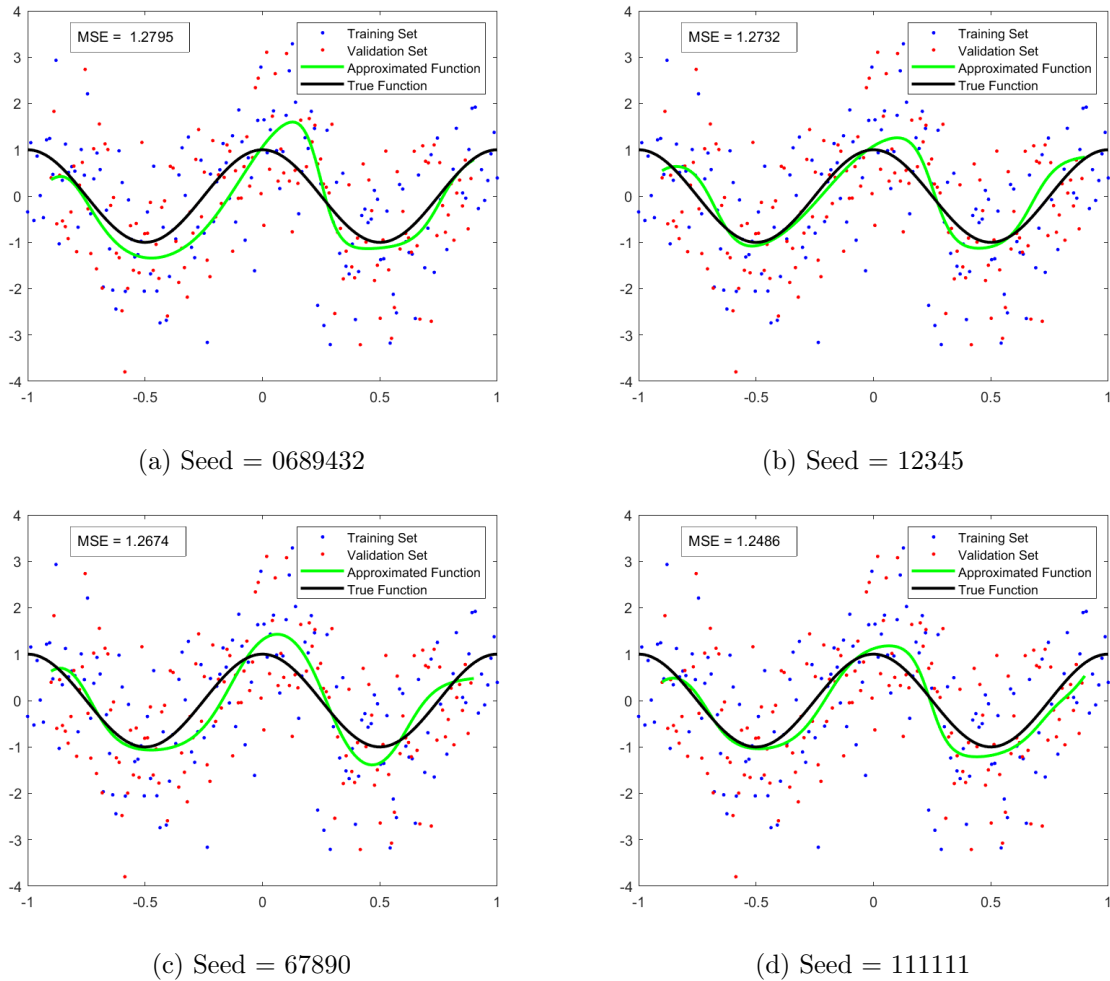 MSE = 1.2795
Training Set
Validation Set
Approximated Function
True Function
4
3
2
1
0
-1
-2
-3
-4
-1
-0.5
0
0.5
1
(a) Seed = 0689432
MSE = 1.2732
Training Set
Validation Set
Approximated Function
True Function
4
3
2
1
0
-1
-2
-3
-4
-1
-0.5
0
0.5
1
(b) Seed = 12345
MSE = 1.2674
Training Set
Validation Set
Approximated Function
True Function
4
3
2
1
0
-1
-2
-3
-4
-1
-0.5
0
0.5
1
(c) Seed = 67890
MSE = 1.2486
Training Set
Validation Set
Approximated Function
True Function
4
3
2
1
0
-1
-2
-3
-4
-1
-0.5
0
0.5
1
(d) Seed = 111111